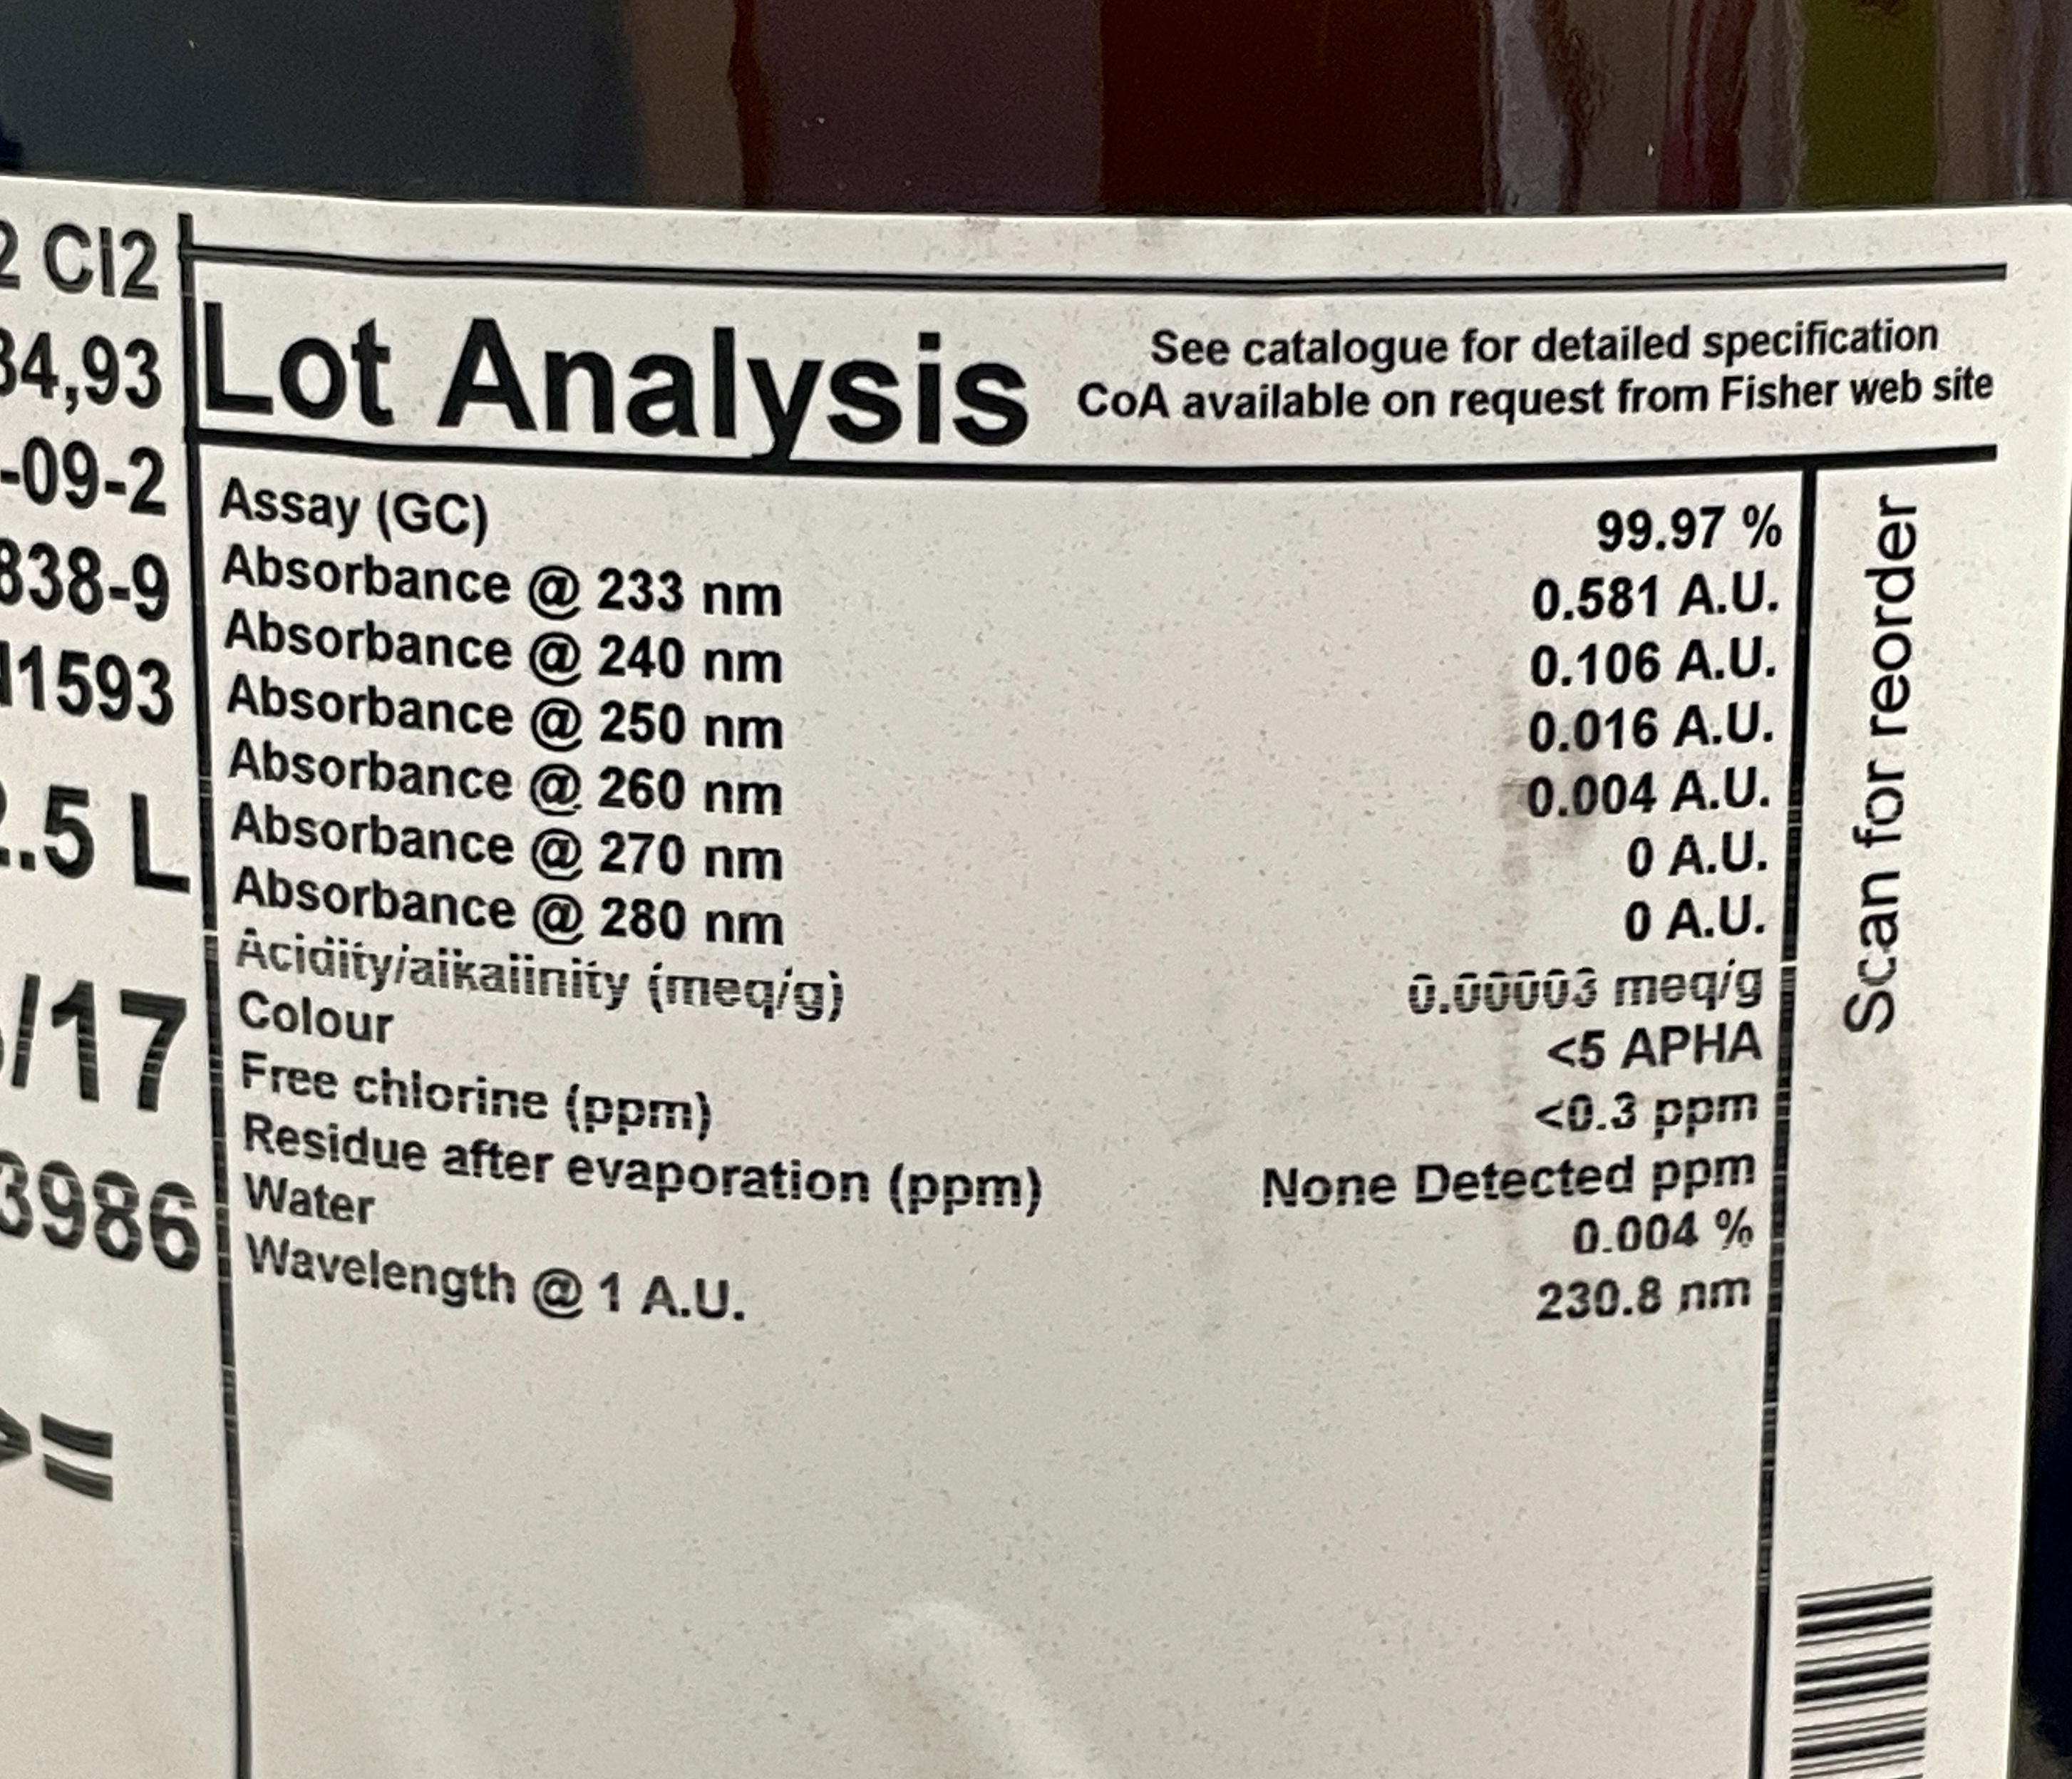 2 Cl2
34,93
-09-2
838-9
1593
.5 L
/17
3986
>=
Lot Analysis
See catalogue for detailed specification
CoA available on request from Fisher web site
Assay (GC) 99.97 %
Absorbance @ 233 nm 0.581 A.U.
Absorbance @ 240 nm 0.106 A.U.
Absorbance @ 250 nm 0.016 A.U.
Absorbance @ 260 nm 0.004 A.U.
Absorbance @ 270 nm 0 A.U.
Absorbance @ 280 nm 0 A.U.
Acidity/alkalinity (meq/g) 0.00003 meq/g
Colour <5 APHA
Free chlorine (ppm) <0.3 ppm
Residue after evaporation (ppm) None Detected ppm
Water 0.004 %
Wavelength @ 1 A.U. 230.8 nm
Scan for reorder